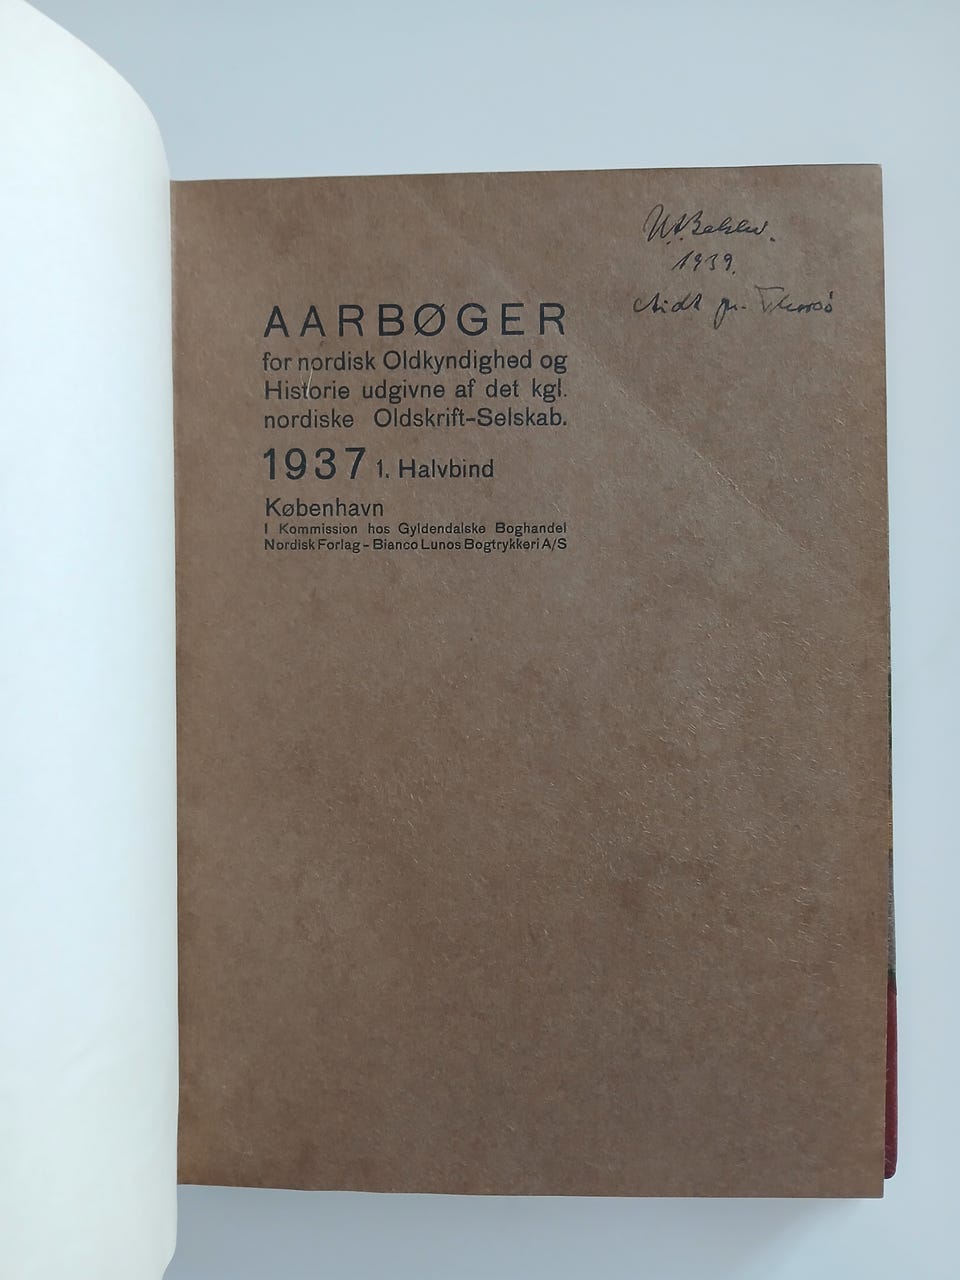 AARBØGER
for nordisk Oldkyndighed og
Historie udgivne af det kgl.
nordiske Oldskrift-Selskab.
1937 1. Halvbind
København
I Kommission hos Gyldendalske Boghandel
Nordisk Forlag - Bianco Lunos Bogtrykkeri A/S
1939.
pr.